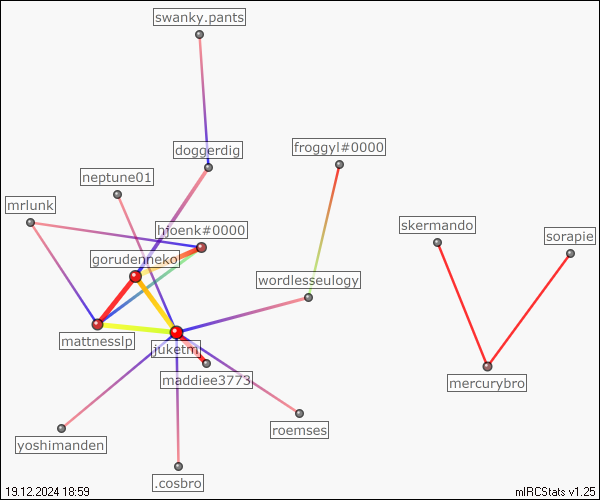 swanky.pants
doggerdig
froggyl#0000
neptune01
mrlunk
hfoenk#0000
skermando
sorapie
gorudenneko
wordlesseulogy
mattnesslp
juketm
maddiee3773
mercurybro
roemses
yoshimanden
.cosbro
19.12.2024 18:59
mIRCStats v1.25